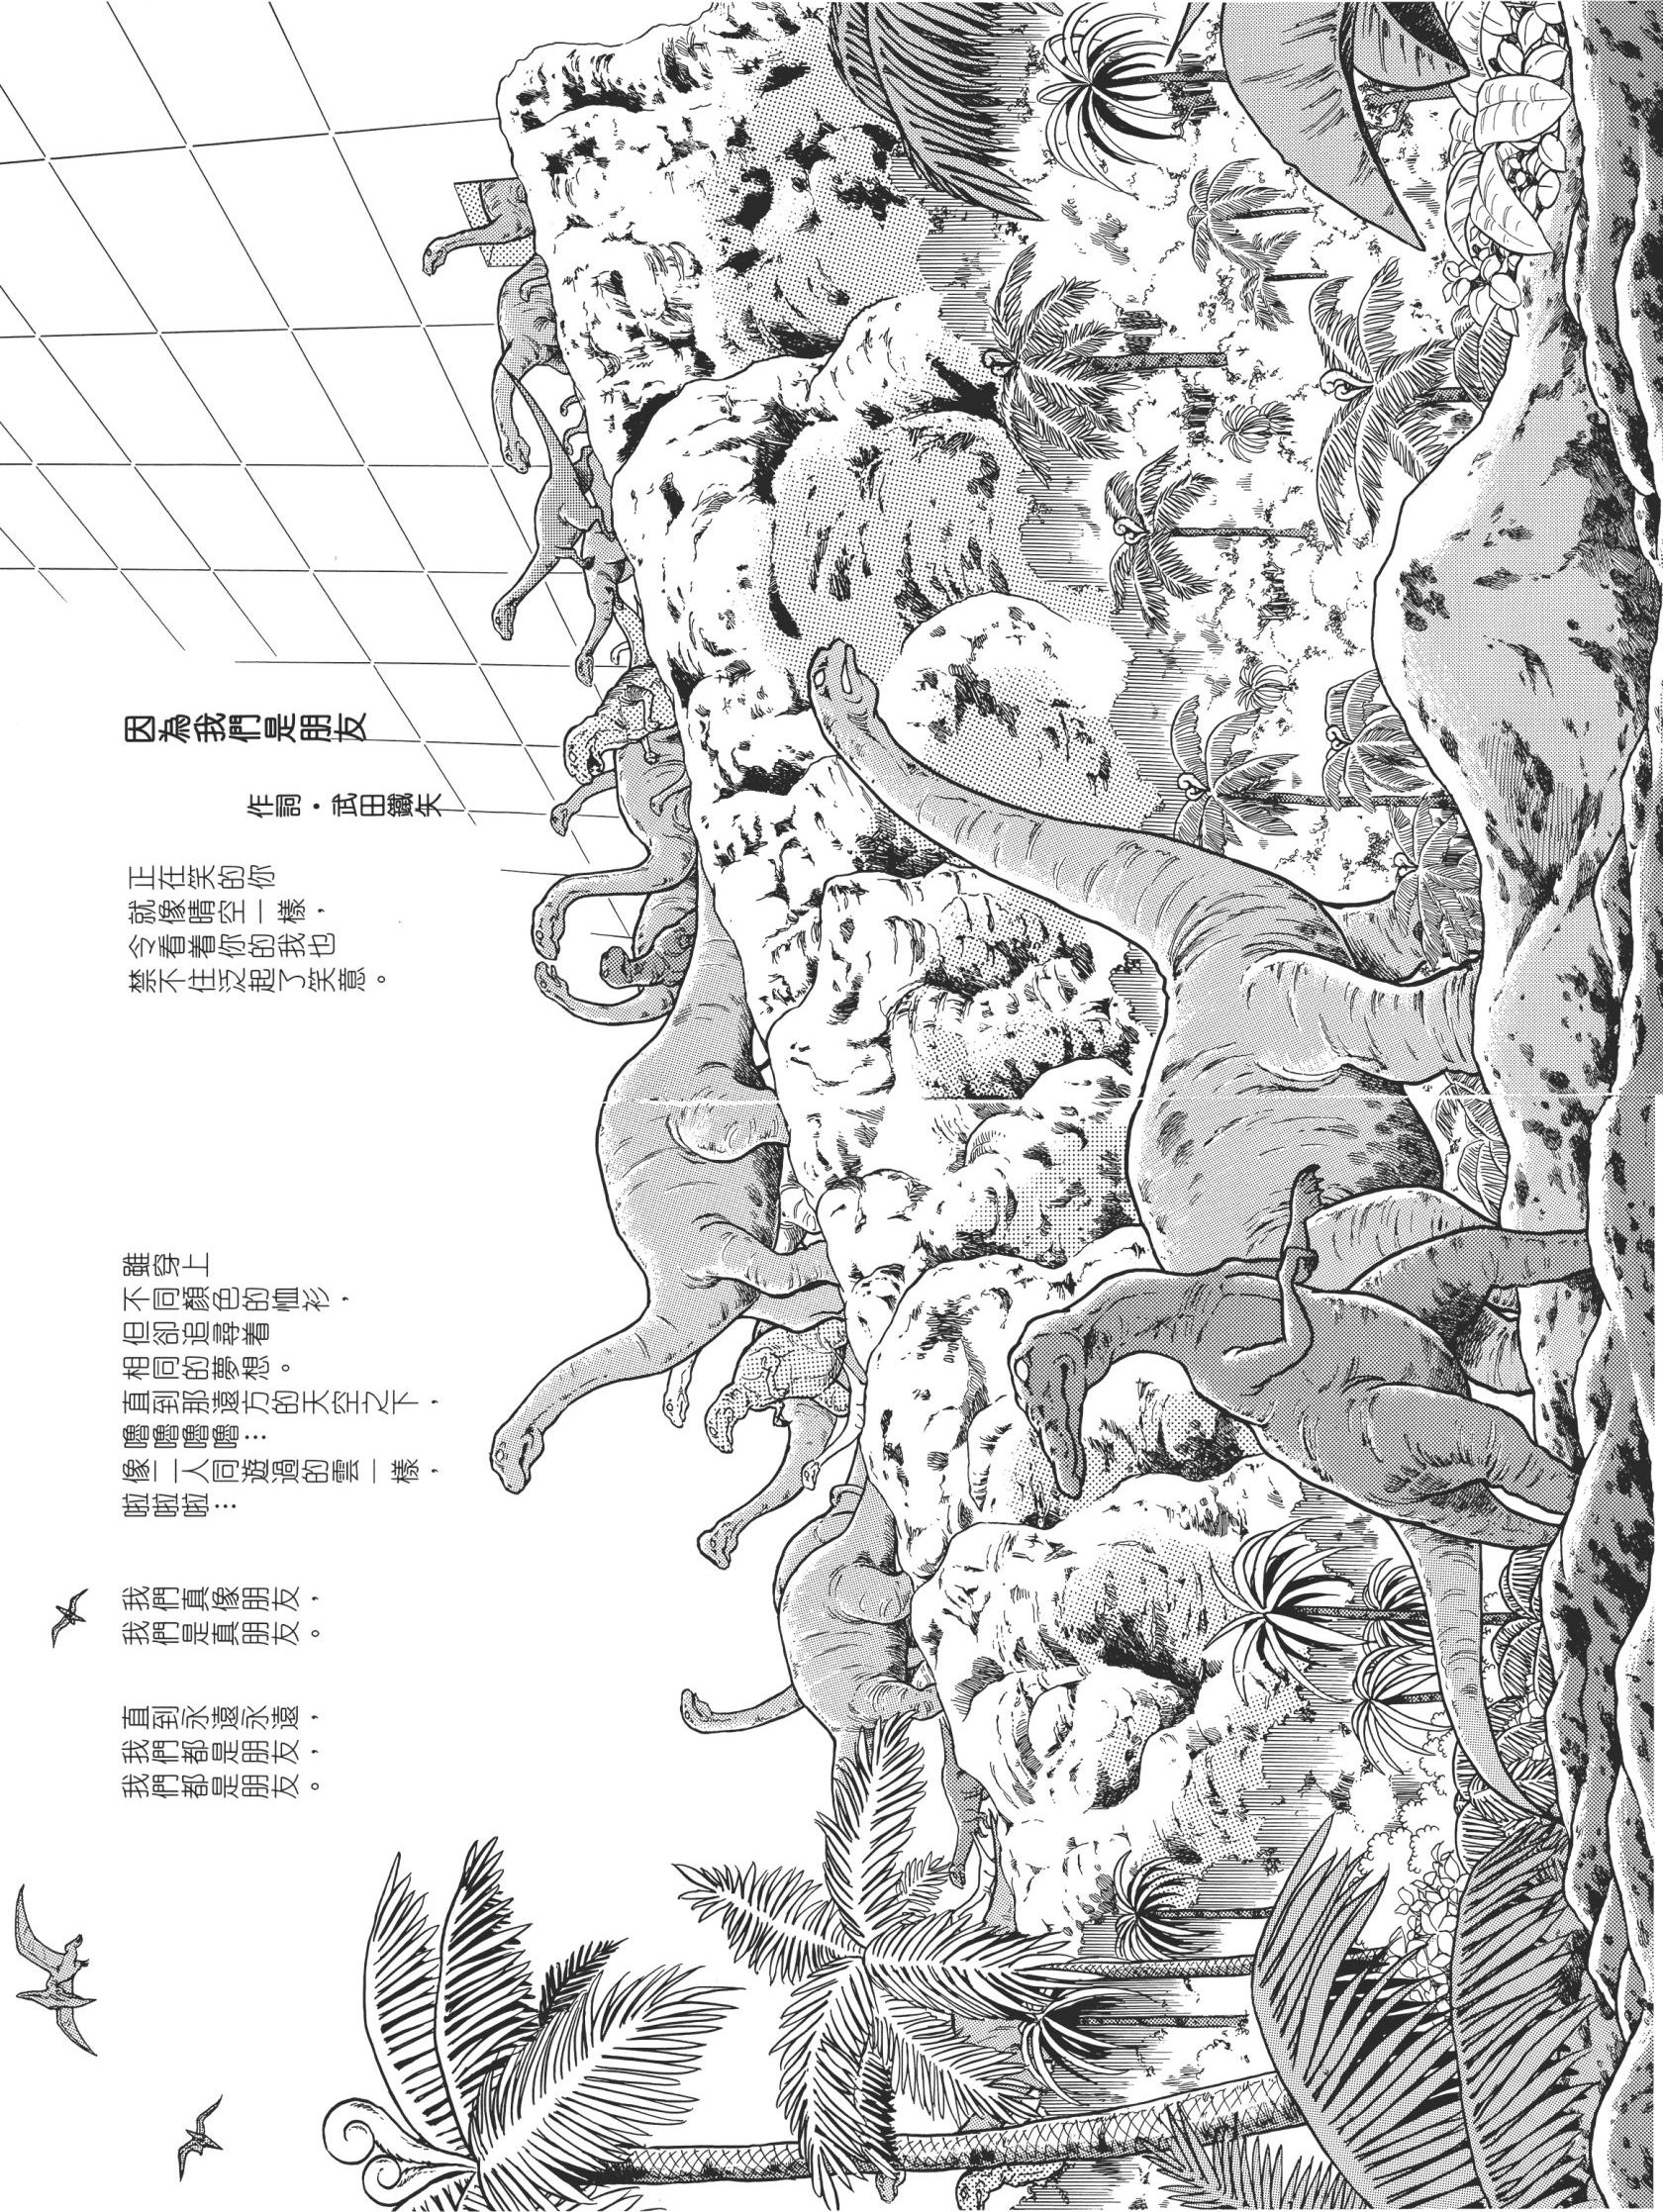 因為我們是朋友
作詞・武田鐵矢
正在笑的你
就像晴空一樣，
令看着你的我也
禁不住泛起了笑意。
雖穿上
不同顏色的恤衫，
但卻追尋着
相同的夢想。
直到那遠方的天空之下，
嚕嚕嚕嚕…
像二人同遊過的雲一樣，
啦啦啦…
我們真像朋友，
我們是真朋友。
直到永遠永遠，
我們都是朋友，
我們都是朋友。